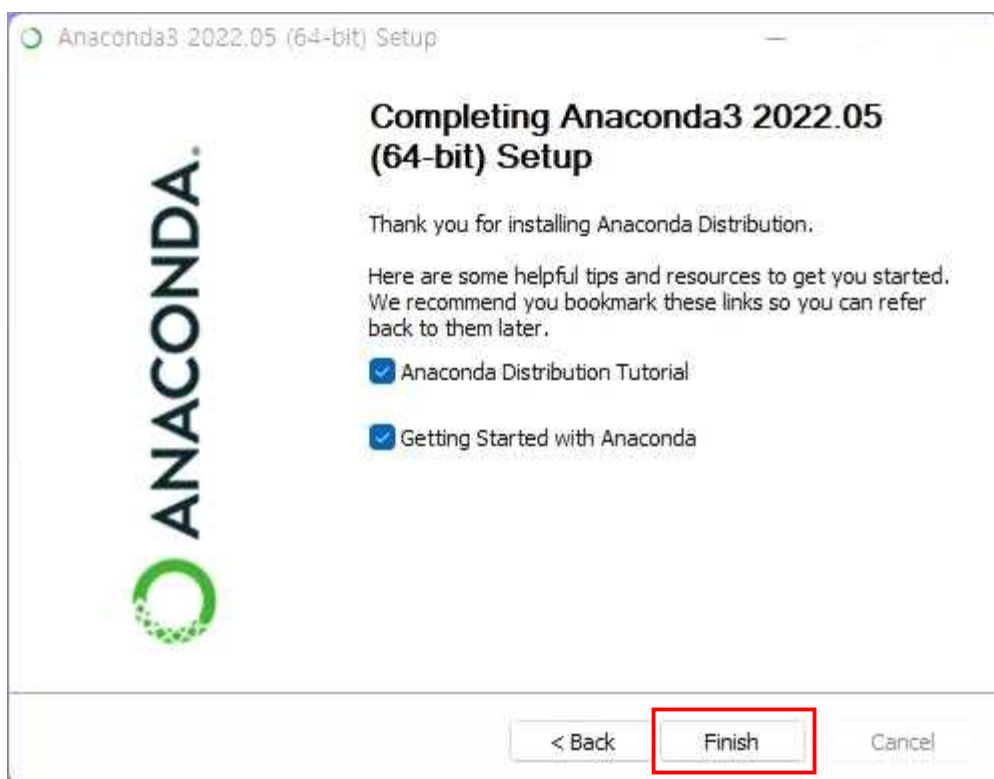 Anaconda3 2022.05 (64-bit) Setup
Completing Anaconda3 2022.05
(64-bit) Setup
Thank you for installing Anaconda Distribution.
Here are some helpful tips and resources to get you started.
We recommend you bookmark these links so you can refer
back to them later.
Anaconda Distribution Tutorial
Getting Started with Anaconda
ANACONDA.
< Back
Finish
Cancel